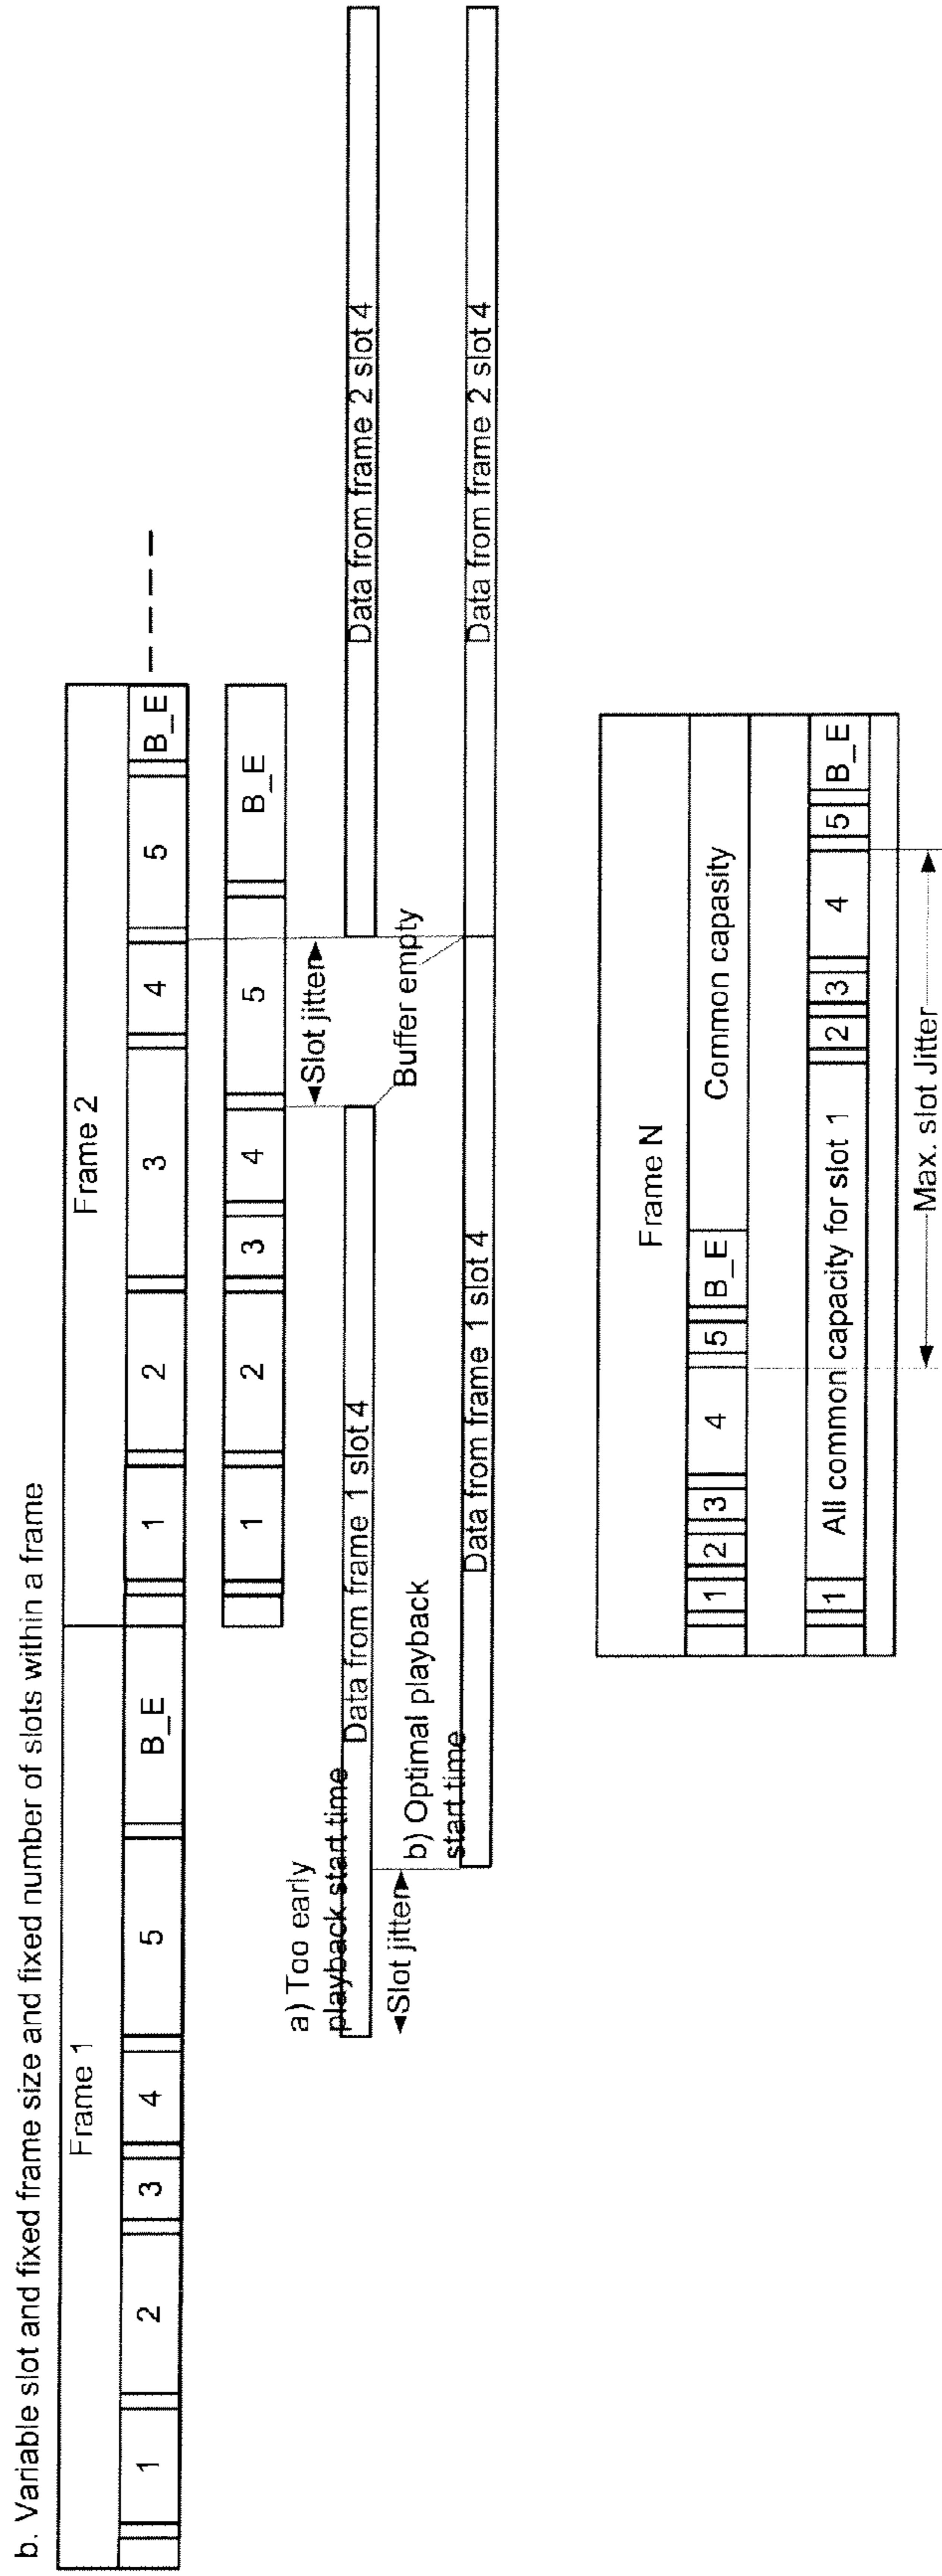 b. Variable slot and fixed frame size and fixed number of slots within a frame
Frame 1
Frame 2
1 2 3 4 5 B_E 1 2 3 4 5 B_E
1 2 3 4 5 B_E
a) Too early
playback start time
Slot jitter
Data from frame 1 slot 4
Data from frame 2 slot 4
Slot jitter
b) Optimal playback
start time
Buffer empty
Data from frame 1 slot 4
Data from frame 2 slot 4
Frame N
1 2 3 4 5 B_E Common capasity
1 All common capacity for slot 1 2 3 4 5 B_E
Max. slot Jitter